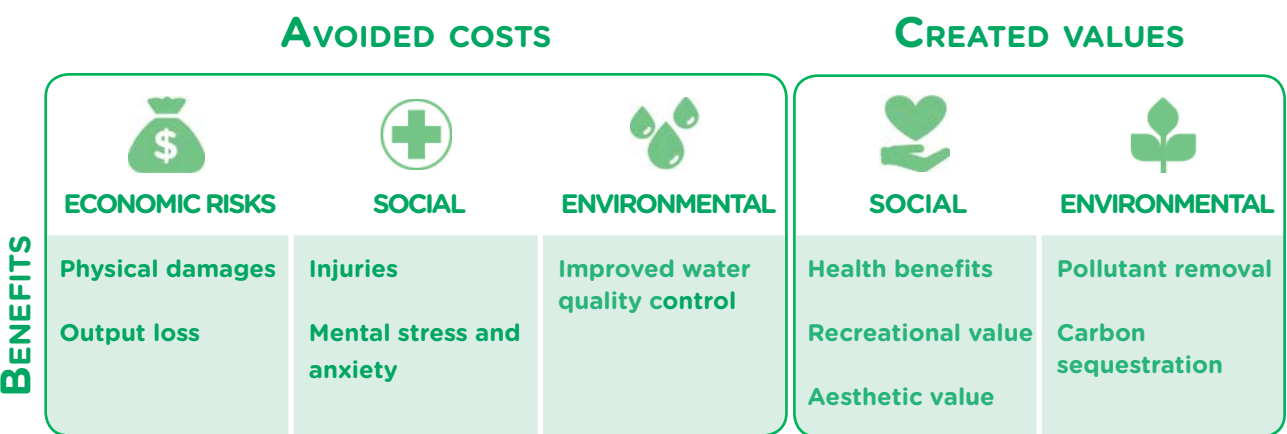 AVOIDED COSTS
CREATED VALUES
$
ECONOMIC RISKS
SOCIAL
ENVIRONMENTAL
SOCIAL
ENVIRONMENTAL
BENEFITS
Physical damages
Output loss
Injuries
Mental stress and
anxiety
Improved water
quality control
Health benefits
Recreational value
Aesthetic value
Pollutant removal
Carbon
sequestration